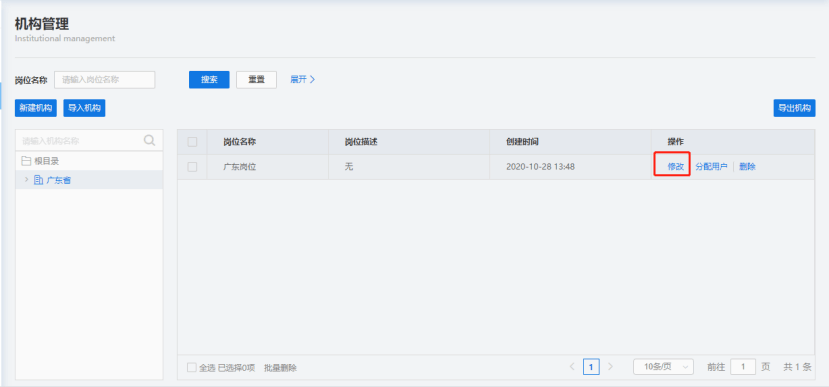 机构管理
Institutional management
岗位名称 请输入岗位名称 搜索 重置 展开
新建机构 导入机构 导出机构
请输入机构名称
根目录
广东省
岗位名称 岗位描述 创建时间 操作
广东岗位 无 2020-10-28 13:48 修改 分配用户 删除
全选 已选择0项 批量删除 1 10条/页 前往 1 页 共 1 条